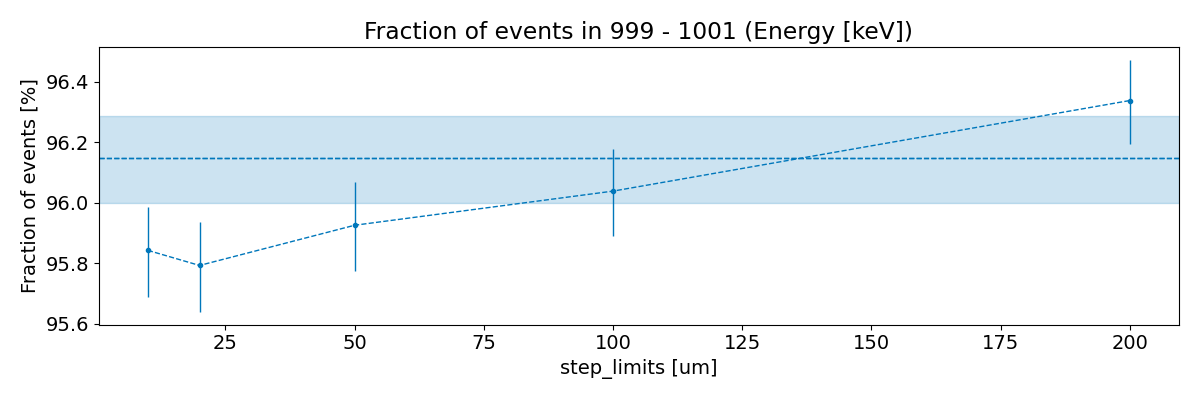 Fraction of events in 999 - 1001 (Energy [keV])
Fraction of events [%]
96.4
96.2
96.0
95.8
95.6
25 50 75 100 125 150 175 200
step_limits [um]